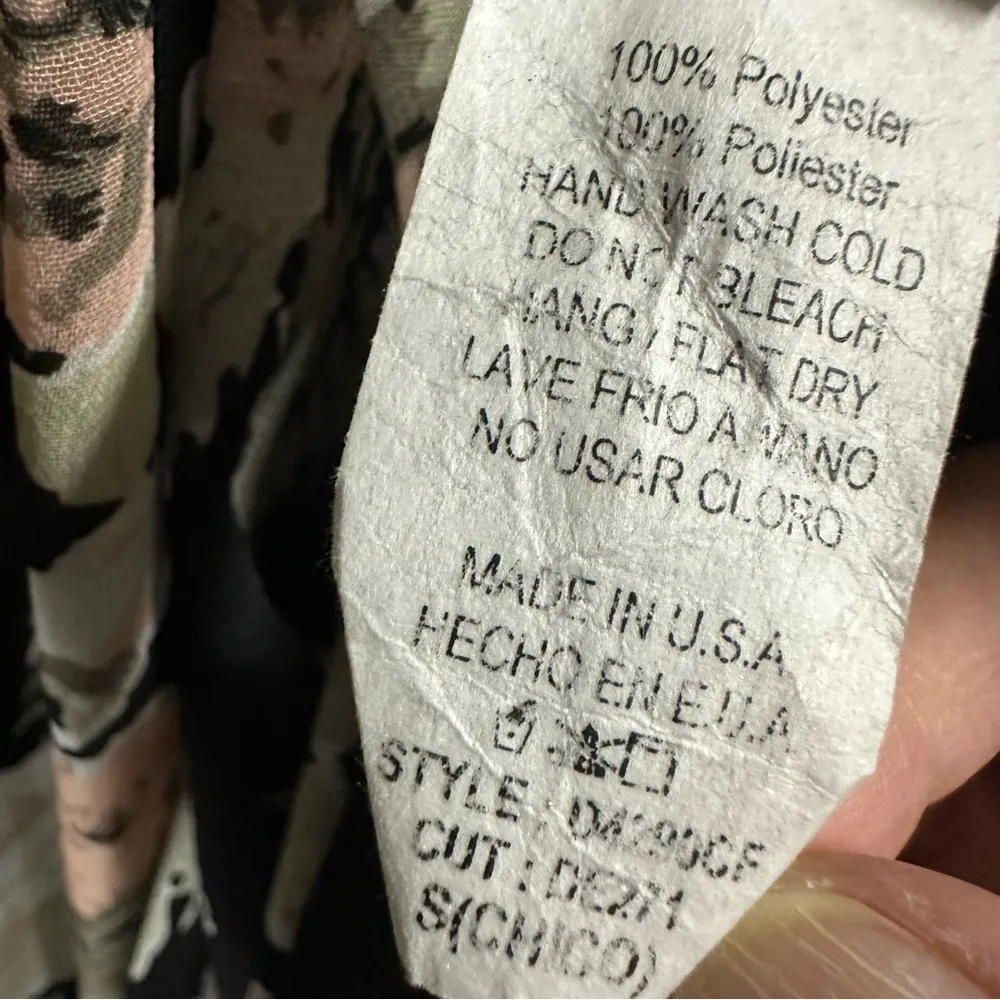 100% Polyester
100% Poliester
HAND WASH COLD
DO NOT BLEACH
HANG / FLAT DRY
LAVE FRIO A MANO
NO USAR CLORO
MADE IN U.S.A
HECHO EN E.U.A
STYLE :
CUT :
S(CHICO)